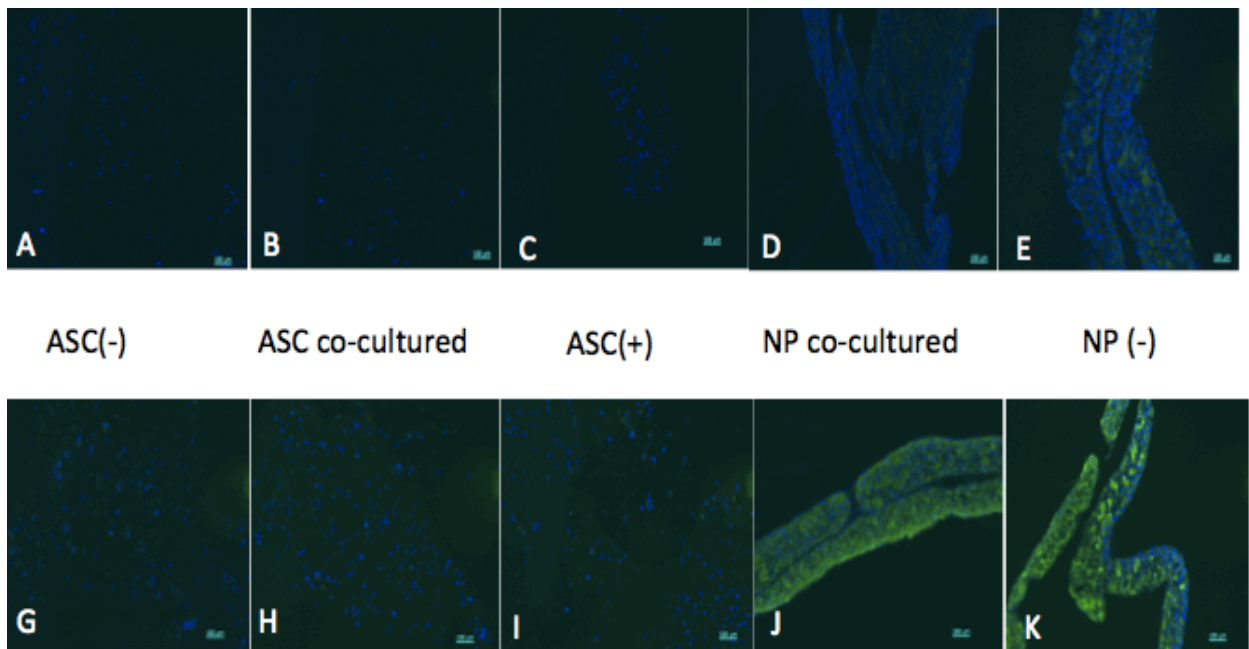 A B C D E
ASC(-) ASC co-cultured ASC(+) NP co-cultured NP (-)
G H I J K